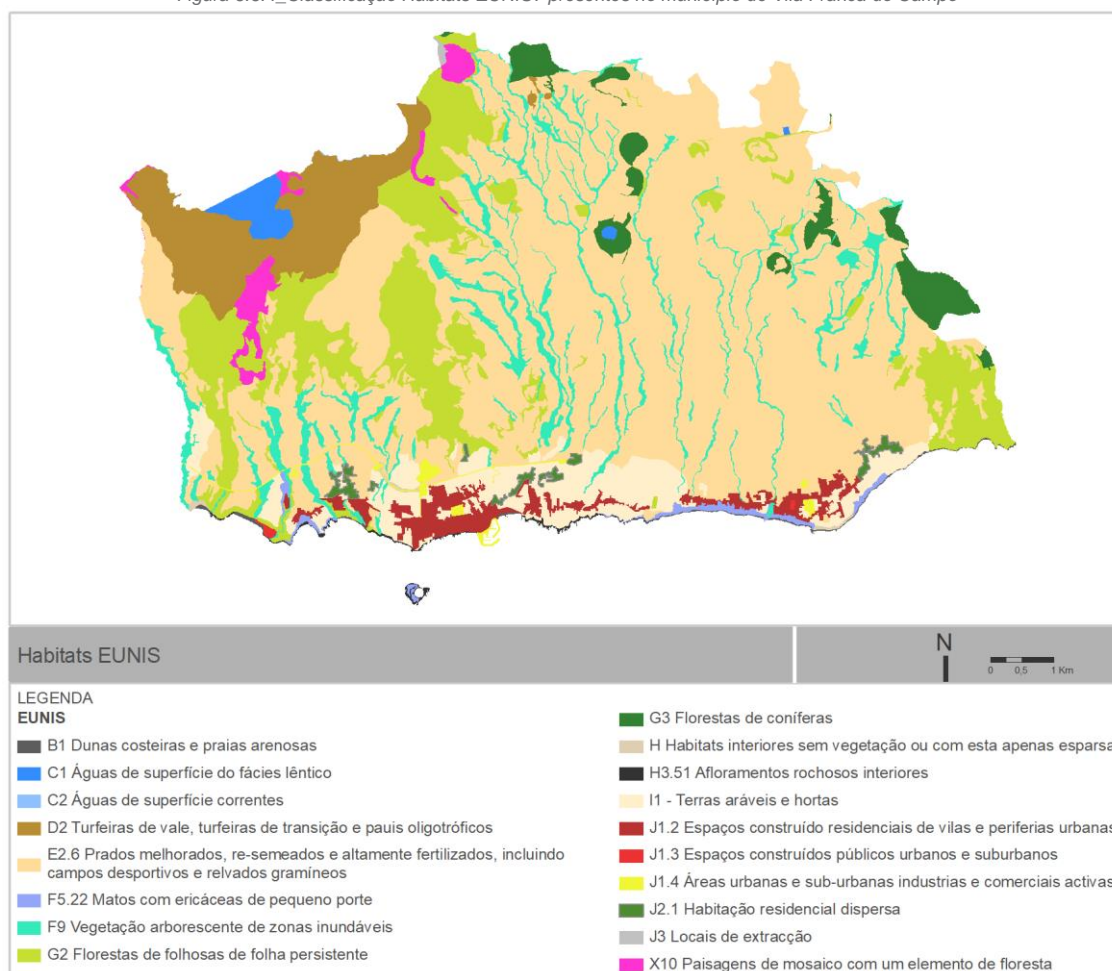 Habitats EUNIS
N
0 0,5 1 Km
LEGENDA
EUNIS
B1 Dunas costeiras e praias arenosas
C1 Águas de superfície do fácies lêntico
C2 Águas de superfície correntes
D2 Turfeiras de vale, turfeiras de transição e pauis oligotróficos
E2.6 Prados melhorados, re-semeados e altamente fertilizados, incluindo
campos desportivos e relvados gramíneos
F5.22 Matos com ericáceas de pequeno porte
F9 Vegetação arborescente de zonas inundáveis
G2 Florestas de folhosas de folha persistente
G3 Florestas de coníferas
H Habitats interiores sem vegetação ou com esta apenas esparsa
H3.51 Afloramentos rochosos interiores
I1 - Terras aráveis e hortas
J1.2 Espaços construído residenciais de vilas e periferias urbanas
J1.3 Espaços construídos públicos urbanos e suburbanos
J1.4 Áreas urbanas e sub-urbanas industrias e comerciais activas
J2.1 Habitação residencial dispersa
J3 Locais de extracção
X10 Paisagens de mosaico com um elemento de floresta